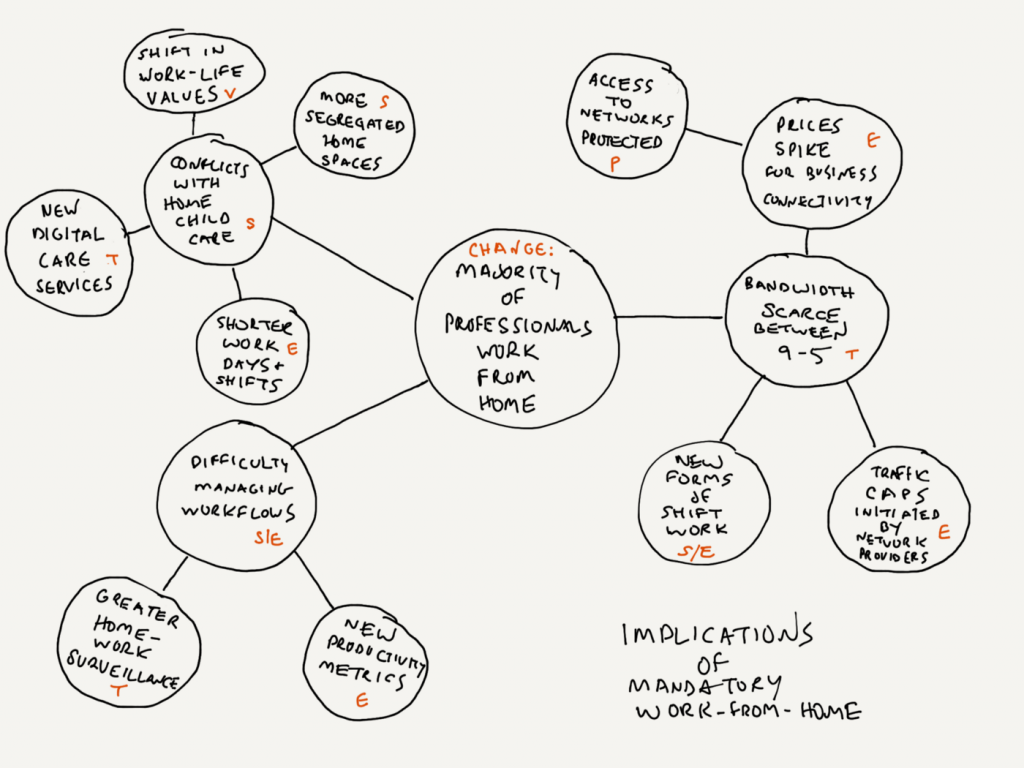 SHIFT IN
WORK-LIFE
VALUES V
MORE S
SEGREGATED
HOME
SPACES
CONFLICTS
WITH
HOME
CHILD S
CARE
NEW
DIGITAL
CARE T
SERVICES
SHORTER
WORK E
DAYS +
SHIFTS
CHANGE:
MAJORITY
OF
PROFESSIONALS
WORK
FROM
HOME
ACCESS
TO
NETWORKS
PROTECTED
P
PRICES E
SPIKE
FOR BUSINESS
CONNECTIVITY
BANDWIDTH
SCARCE
BETWEEN
9-5 T
NEW
FORMS
OF
SHIFT
WORK
S/E
TRAFFIC
CAPS
INITIATED
BY E
NETWORK
PROVIDERS
DIFFICULTY
MANAGING
WORKFLOWS
S/E
GREATER
HOME-
WORK
SURVEILLANCE
T
NEW
PRODUCTIVITY
METRICS
E
IMPLICATIONS
OF
MANDATORY
WORK-FROM-HOME